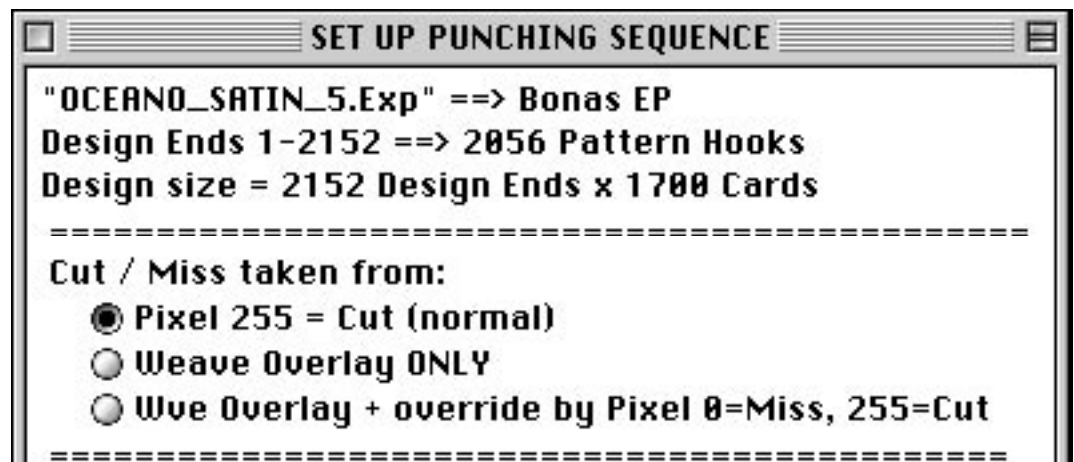 SET UP PUNCHING SEQUENCE
"OCEANO_SATIN_5.Exp" ==> Bonas EP
Design Ends 1-2152 ==> 2056 Pattern Hooks
Design size = 2152 Design Ends x 1700 Cards
==============================================
Cut / Miss taken from:
Pixel 255 = Cut (normal)
Weave Overlay ONLY
Wve Overlay + override by Pixel 0=Miss, 255=Cut
=============================================